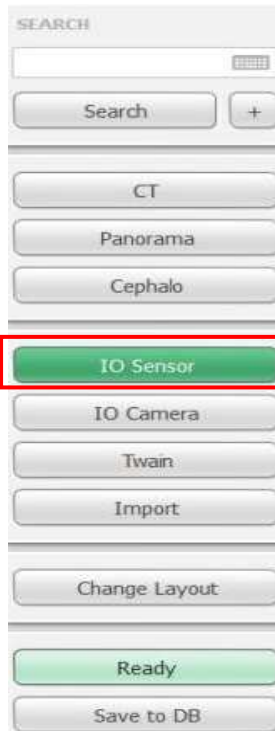 SEARCH
Search +
CT
Panorama
Cephalo
IO Sensor
IO Camera
Twain
Import
Change Layout
Ready
Save to DB